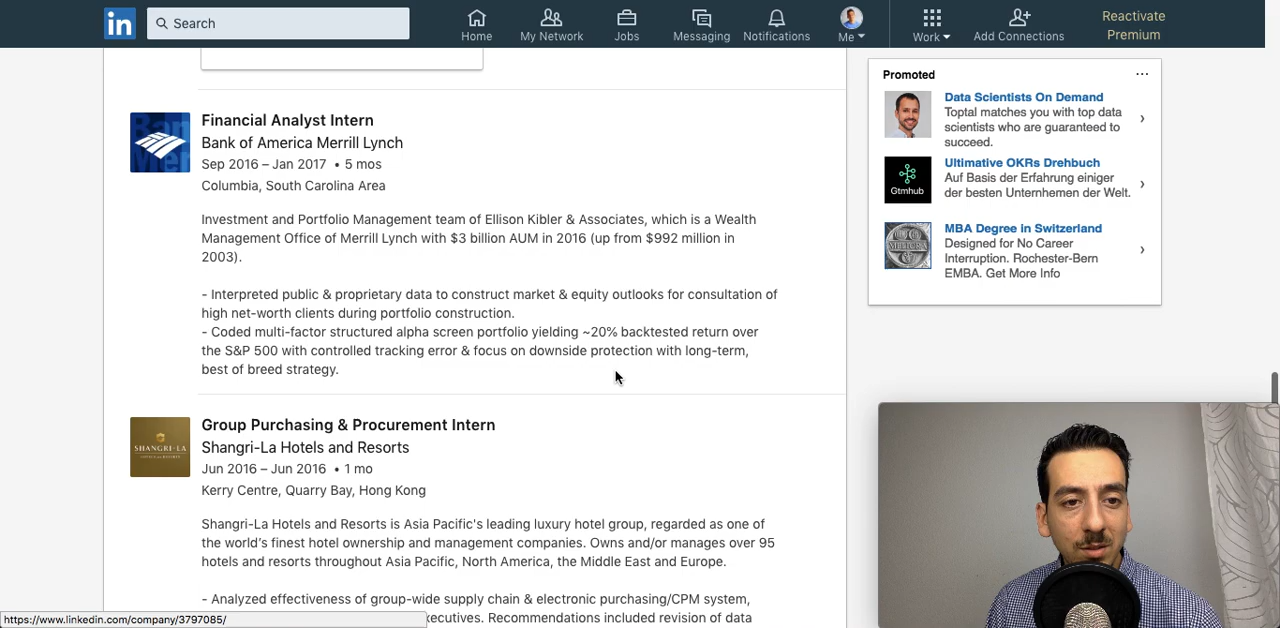 in
Search
Home
My Network
Jobs
Messaging
Notifications
Me
Work
Add Connections
Reactivate
Premium
Financial Analyst Intern
Bank of America Merrill Lynch
Sep 2016 – Jan 2017 • 5 mos
Columbia, South Carolina Area
Investment and Portfolio Management team of Ellison Kibler & Associates, which is a Wealth
Management Office of Merrill Lynch with $3 billion AUM in 2016 (up from $992 million in
2003).
- Interpreted public & proprietary data to construct market & equity outlooks for consultation of
high net-worth clients during portfolio construction.
- Coded multi-factor structured alpha screen portfolio yielding ~20% backtested return over
the S&P 500 with controlled tracking error & focus on downside protection with long-term,
best of breed strategy.
SHANGRI-LA
Group Purchasing & Procurement Intern
Shangri-La Hotels and Resorts
Jun 2016 – Jun 2016 • 1 mo
Kerry Centre, Quarry Bay, Hong Kong
Shangri-La Hotels and Resorts is Asia Pacific's leading luxury hotel group, regarded as one of
the world's finest hotel ownership and management companies. Owns and/or manages over 95
hotels and resorts throughout Asia Pacific, North America, the Middle East and Europe.
- Analyzed effectiveness of group-wide supply chain & electronic purchasing/CPM system,
xecutives. Recommendations included revision of data
https://www.linkedin.com/company/3797085/
Promoted
Data Scientists On Demand
Toptal matches you with top data
scientists who are guaranteed to
succeed.
Gtmhub
Ultimative OKRs Drehbuch
Auf Basis der Erfahrung einiger
der besten Unternhemen der Welt.
MBA Degree in Switzerland
Designed for No Career
Interruption. Rochester-Bern
EMBA. Get More Info